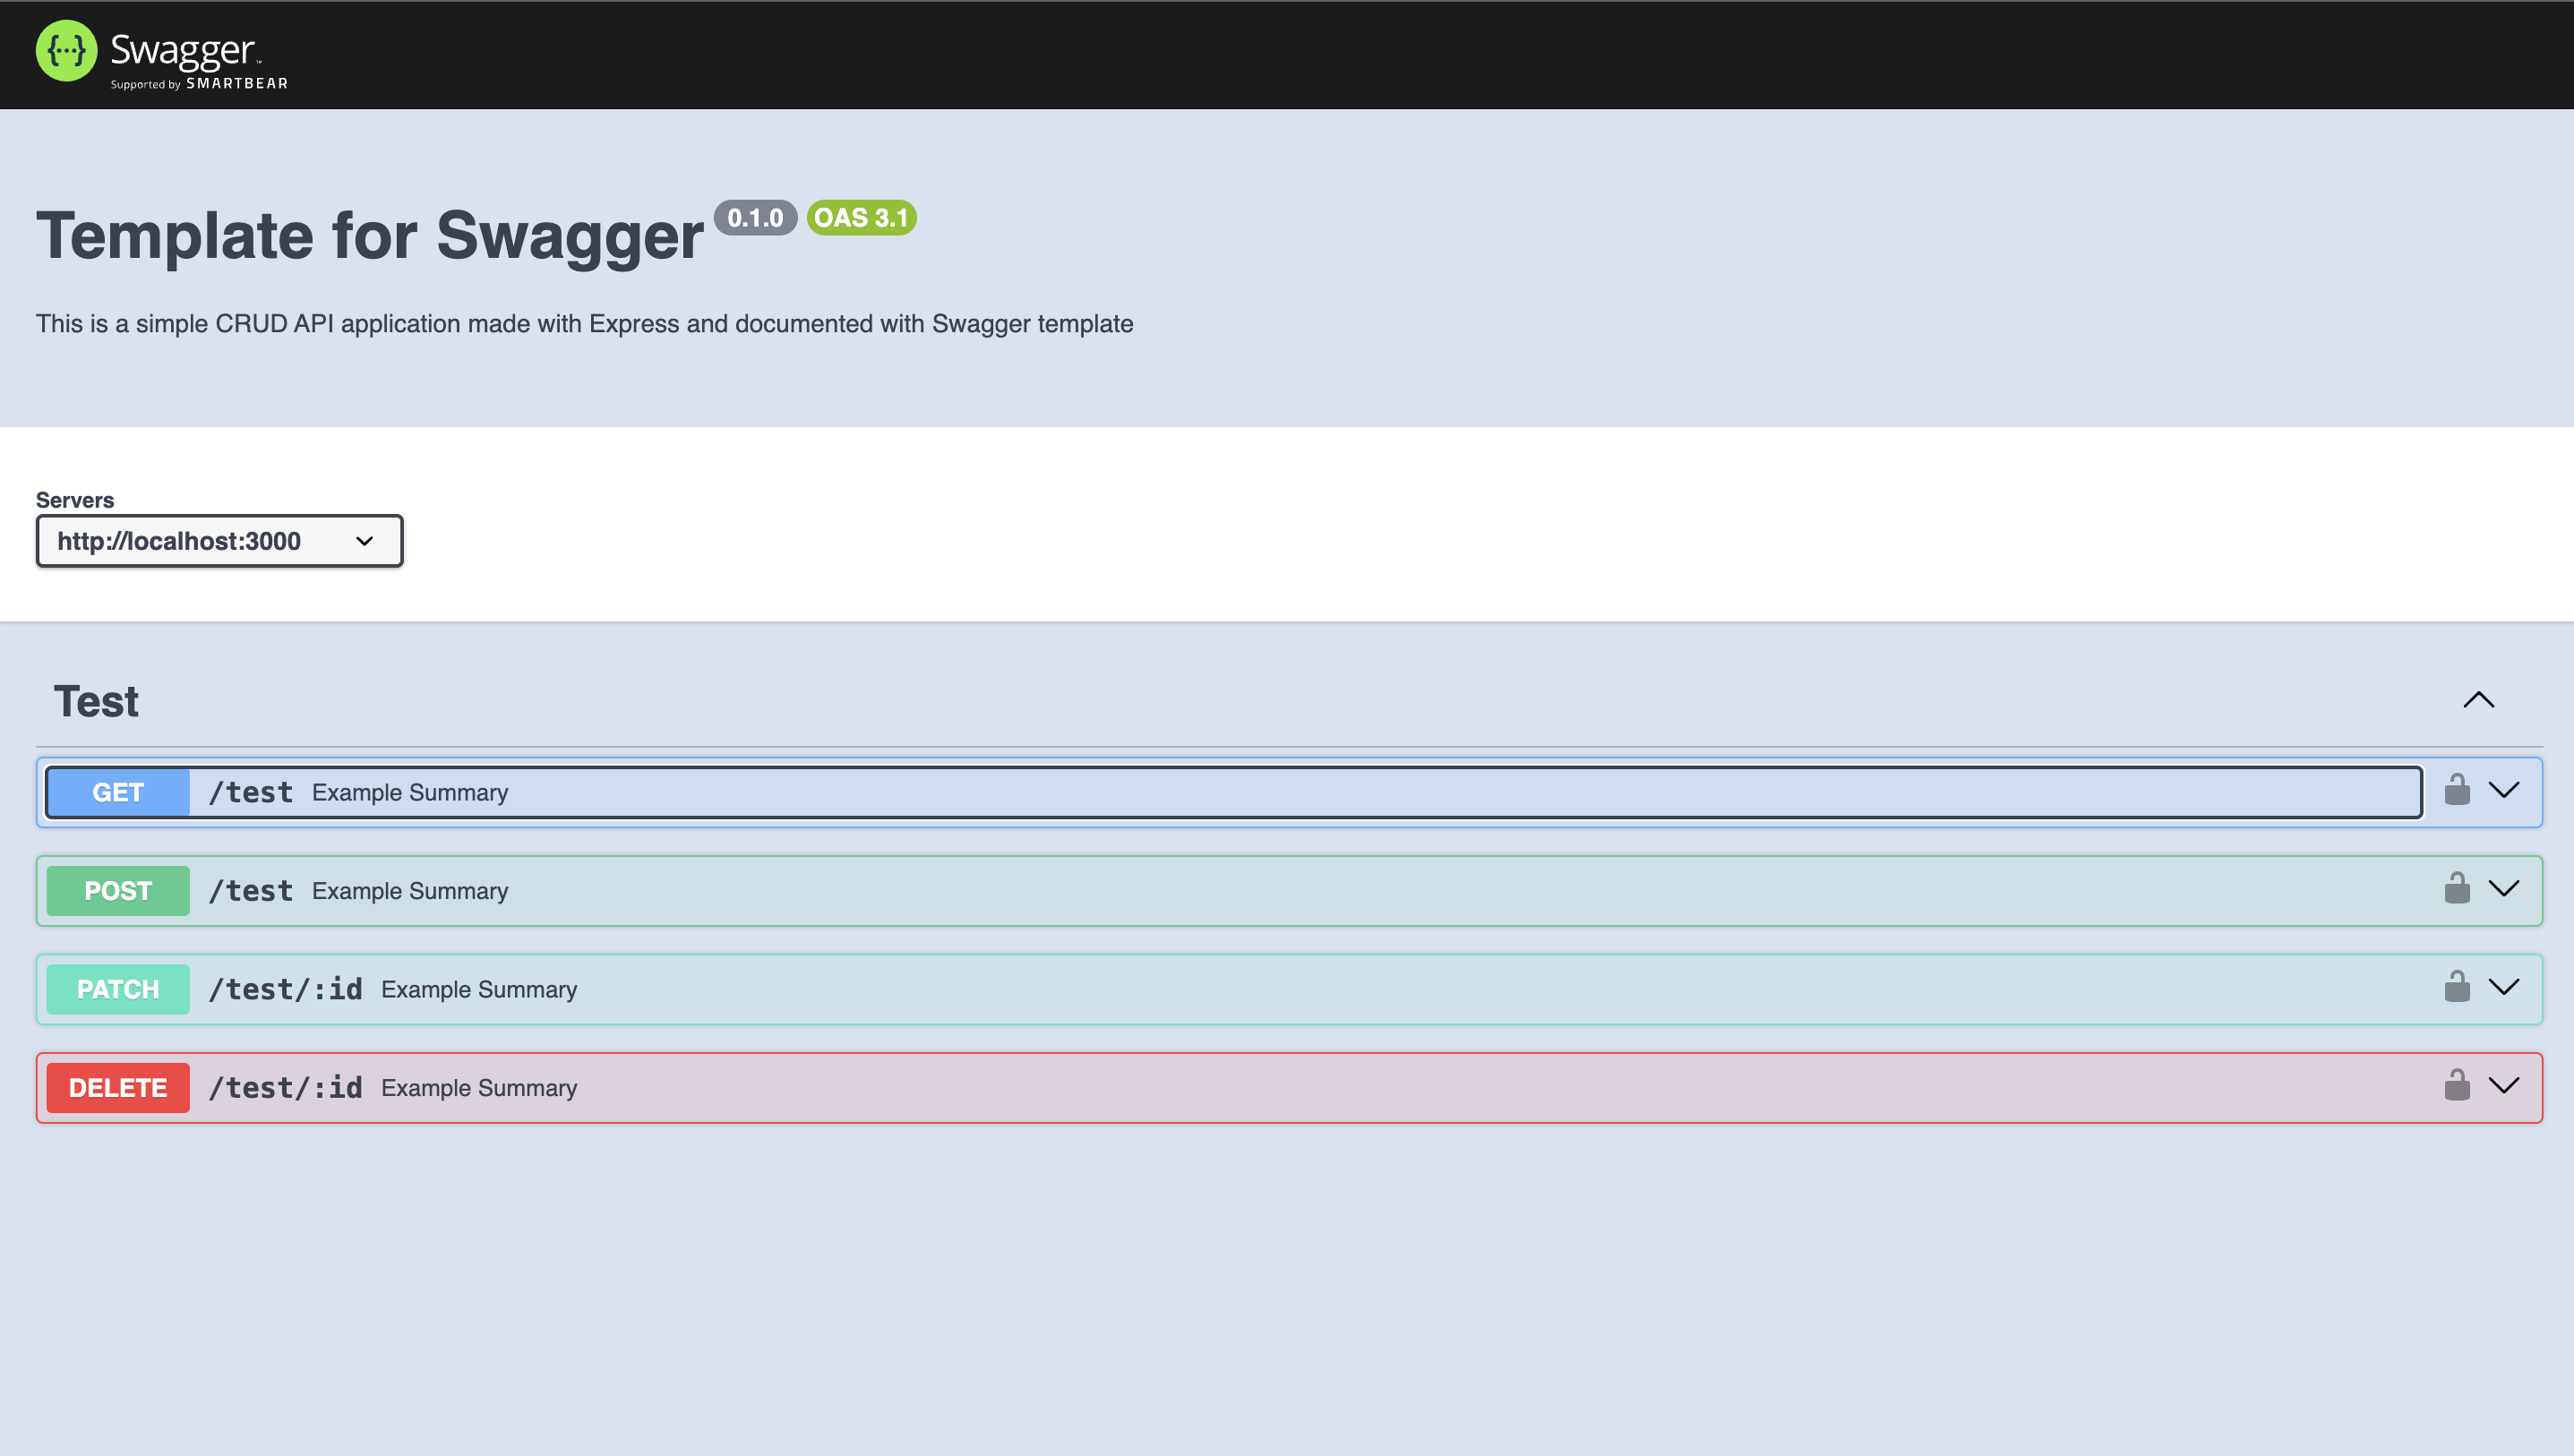 {···} Swagger™
Supported by SMARTBEAR
Template for Swagger 0.1.0 OAS 3.1
This is a simple CRUD API application made with Express and documented with Swagger template
Servers
http://localhost:3000
Test
GET /test Example Summary
POST /test Example Summary
PATCH /test/:id Example Summary
DELETE /test/:id Example Summary